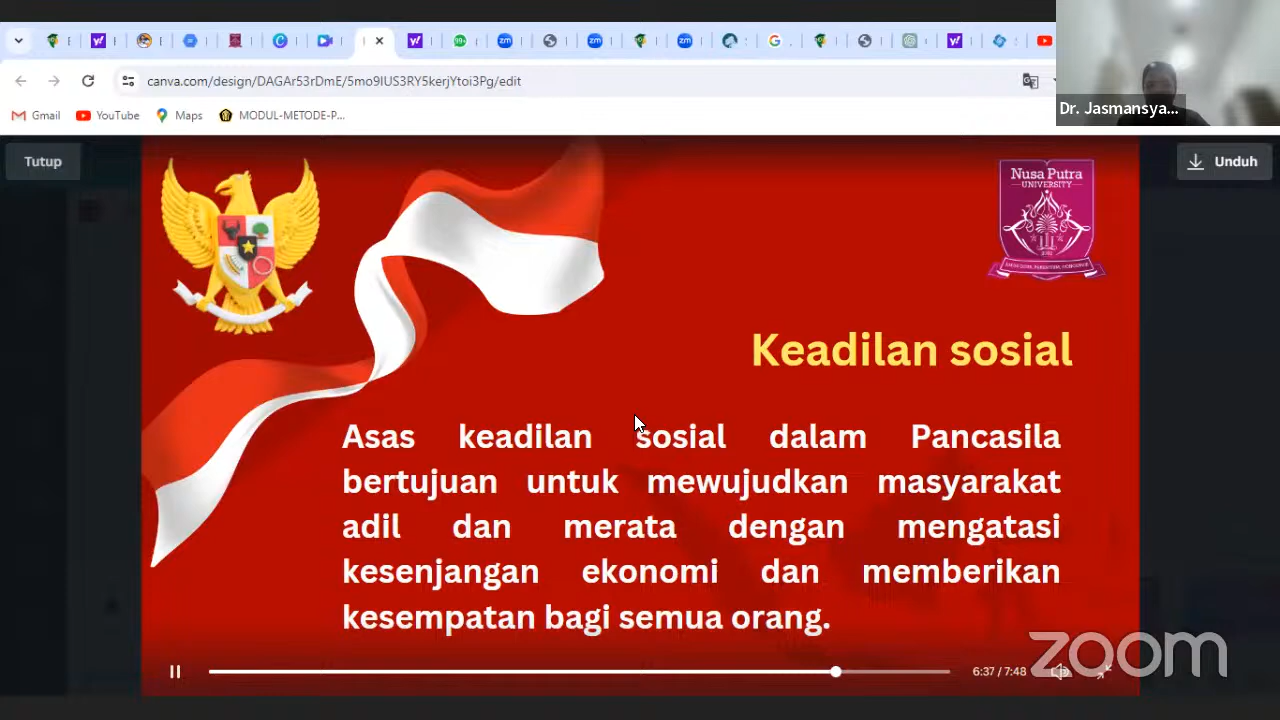 99+
canva.com/design/DAGAr53rDmE/5mo9IUS3RY5kerjYtoi3Pg/edit
Gmail
YouTube
Maps
MODUL-METODE-P...
Dr. Jasmansya...
Tutup
Unduh
Nusa Putra
UNIVERSITY
Keadilan sosial
Asas keadilan sosial dalam Pancasila
bertujuan untuk mewujudkan masyarakat
adil dan merata dengan mengatasi
kesenjangan ekonomi dan memberikan
kesempatan bagi semua orang.
6:37 / 7:48
zoom